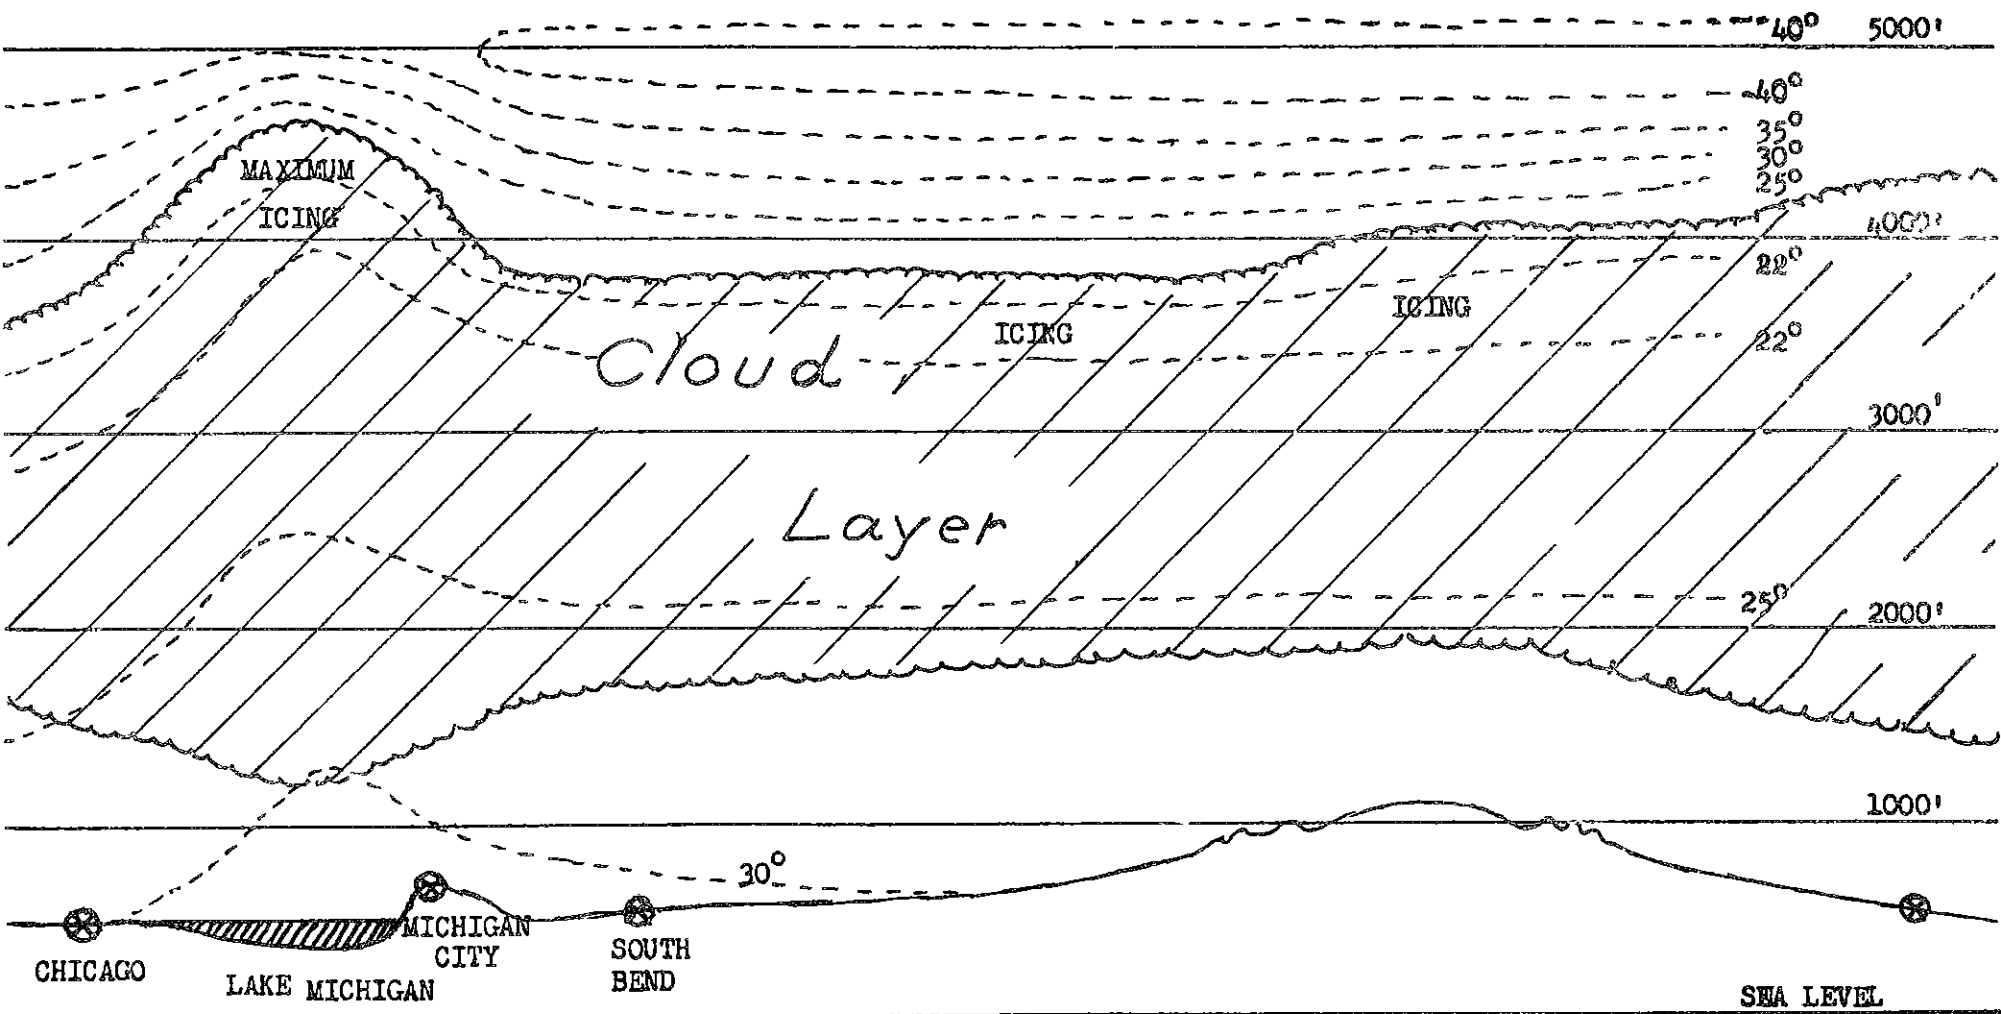 40° 5000'
40°
35°
30°
25°
MAXIMUM
ICING
4000'
22°
ICING
ICING
22°
Cloud
3000'
Layer
25°
2000'
1000'
30°
CHICAGO
LAKE MICHIGAN
MICHIGAN
CITY
SOUTH
BEND
SEA LEVEL